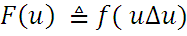 F(u) ≜ f( uΔu)